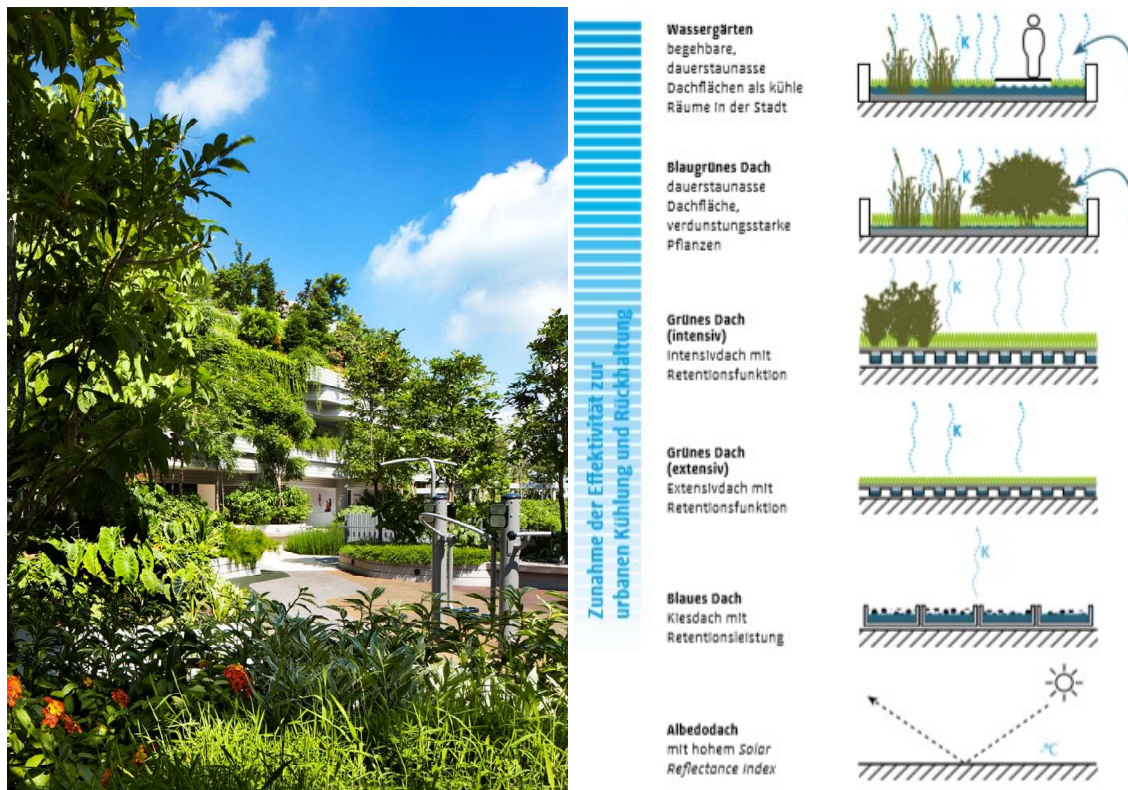 Zunahme der Effektivität zur
urbanen Kühhlung und Rückhaltung
Wassergärten
begehbare,
dauerstaunasse
Dachflächen als kühle
Räume in der Stadt
K
Blaugrünes Dach
dauerstaunasse
Dachfläche,
verdunstungsstarke
Pflanzen
K
Grünes Dach
(intensiv)
Intensivdach mit
Retentionsfunktion
K
Grünes Dach
(extensiv)
Extensivdach mit
Retentionsfunktion
K
Blaues Dach
Kiesdach mit
Retentionsleistung
K
Albedodach
mit hohem Solar
Reflectance Index
-°C